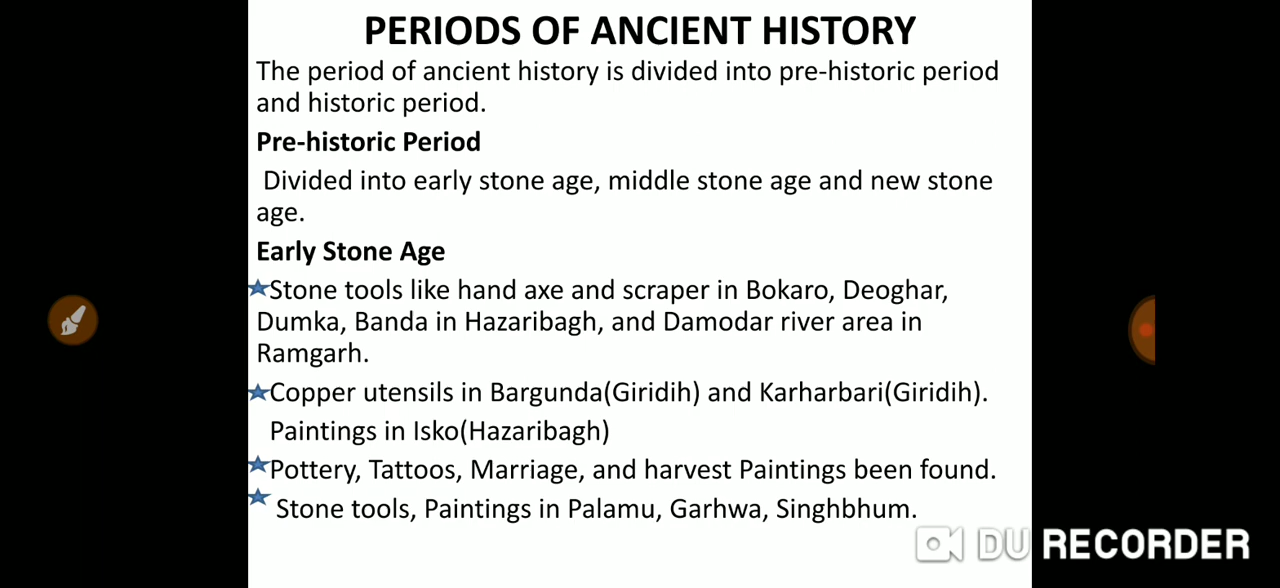 PERIODS OF ANCIENT HISTORY
The period of ancient history is divided into pre-historic period
and historic period.
Pre-historic Period
Divided into early stone age, middle stone age and new stone
age.
Early Stone Age
Stone tools like hand axe and scraper in Bokaro, Deoghar,
Dumka, Banda in Hazaribagh, and Damodar river area in
Ramgarh.
Copper utensils in Bargunda(Giridih) and Karharbari(Giridih).
Paintings in Isko(Hazaribagh)
Pottery, Tattoos, Marriage, and harvest Paintings been found.
Stone tools, Paintings in Palamu, Garhwa, Singhbhum.
DU RECORDER